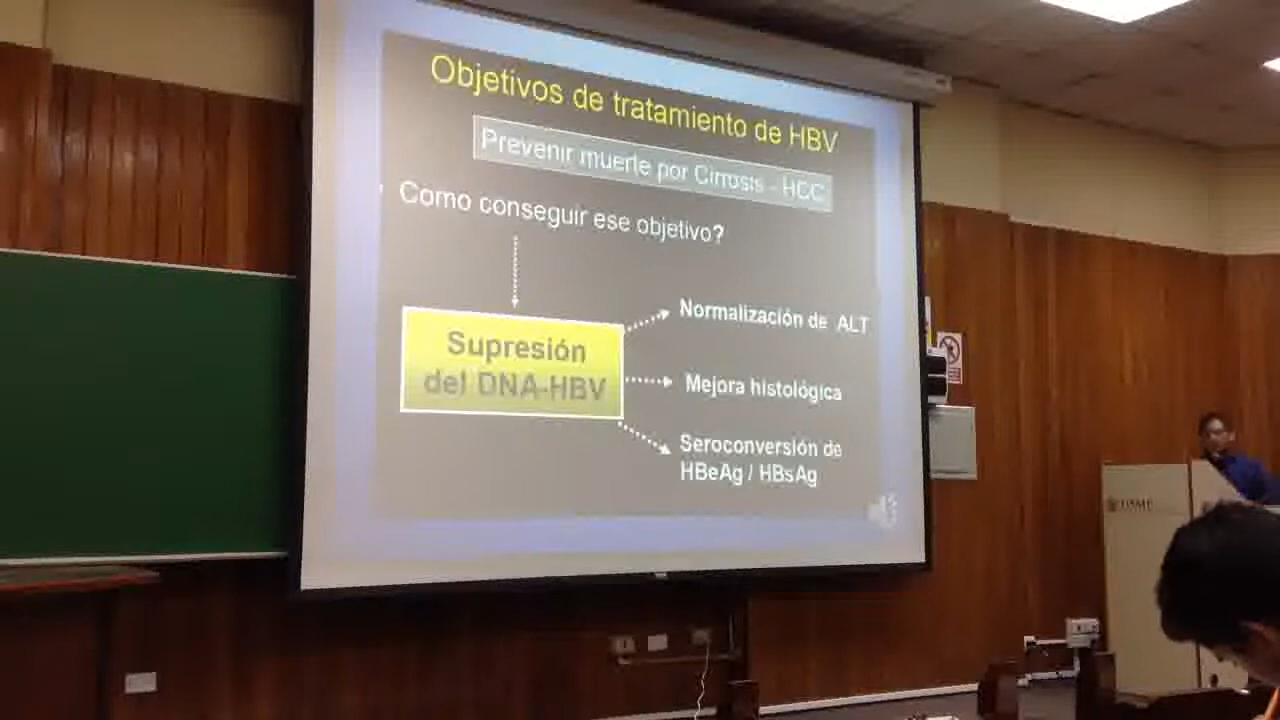 Objetivos de tratamiento de HBV
Prevenir muerte por Cirrosis - HCC
Como conseguir ese objetivo?
Supresión
del DNA-HBV
Normalización de ALT
Mejora histológica
Seroconversión de
HBeAg / HBsAg